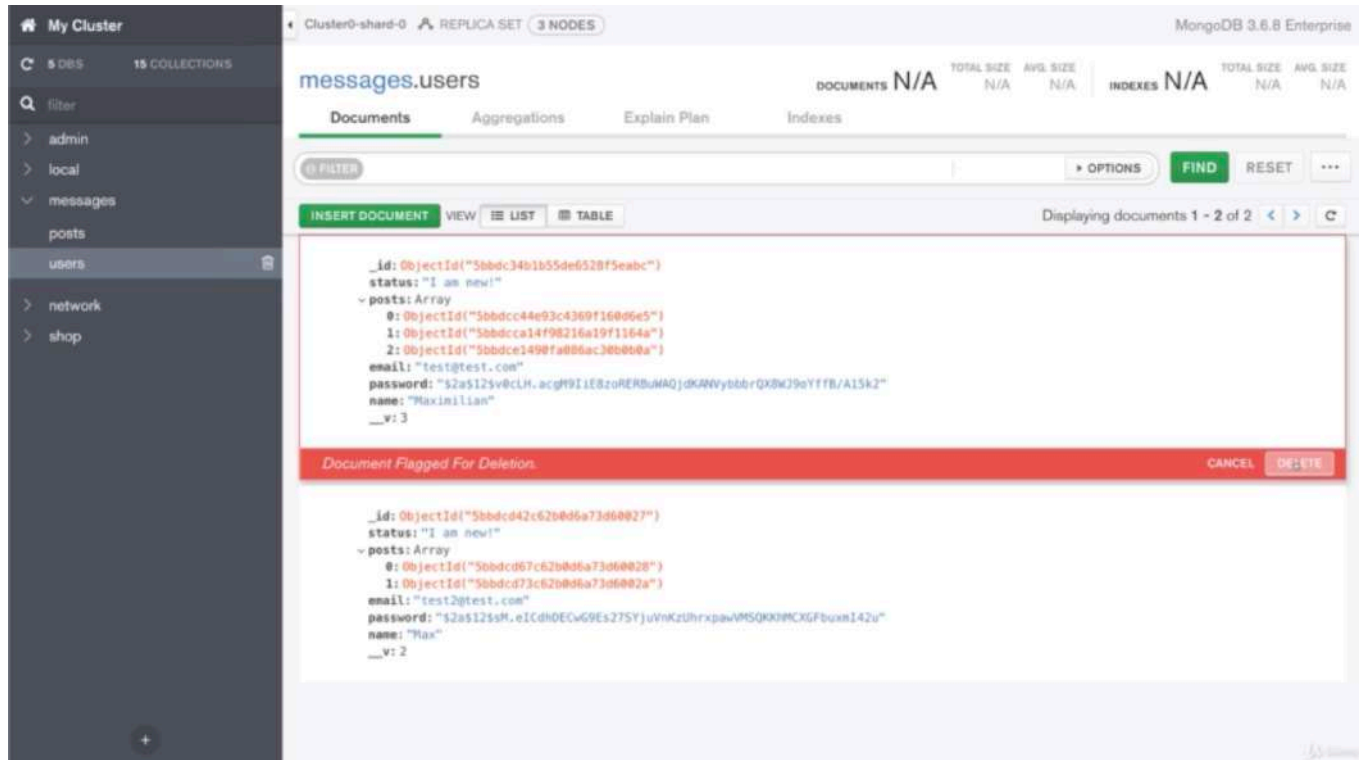 My Cluster
Cluster0-shard-0 REPLICA SET 3 NODES
MongoDB 3.6.8 Enterprise
5 DBS 15 COLLECTIONS
filter
admin
local
messages
posts
users
network
shop
messages.users
DOCUMENTS N/A TOTAL SIZE N/A AVG. SIZE N/A INDEXES N/A TOTAL SIZE N/A AVG. SIZE N/A
Documents Aggregations Explain Plan Indexes
FILTER OPTIONS FIND RESET ...
INSERT DOCUMENT VIEW LIST TABLE Displaying documents 1 - 2 of 2
_id: ObjectId("5bbdc34b1b55de6528f5eabc")
status: "I am new!"
posts: Array
0: ObjectId("5bbdcc44e93c4369f160d6e5")
1: ObjectId("5bbdcca14f98216a19f1164a")
2: ObjectId("5bbdce1490fa086ac30b0b0a")
email: "test@test.com"
password:
name: "Maximilian"
__v: 3
Document Flagged For Deletion.
CANCEL DELETE
_id: ObjectId("5bbdcd42c62b0d6a73d60027")
status: "I am new!"
posts: Array
0: ObjectId("5bbdcd67c62b0d6a73d60028")
1: ObjectId("5bbdcd73c62b0d6a73d6002a")
email: "test2@test.com"
password:
name: "Max"
__v: 2